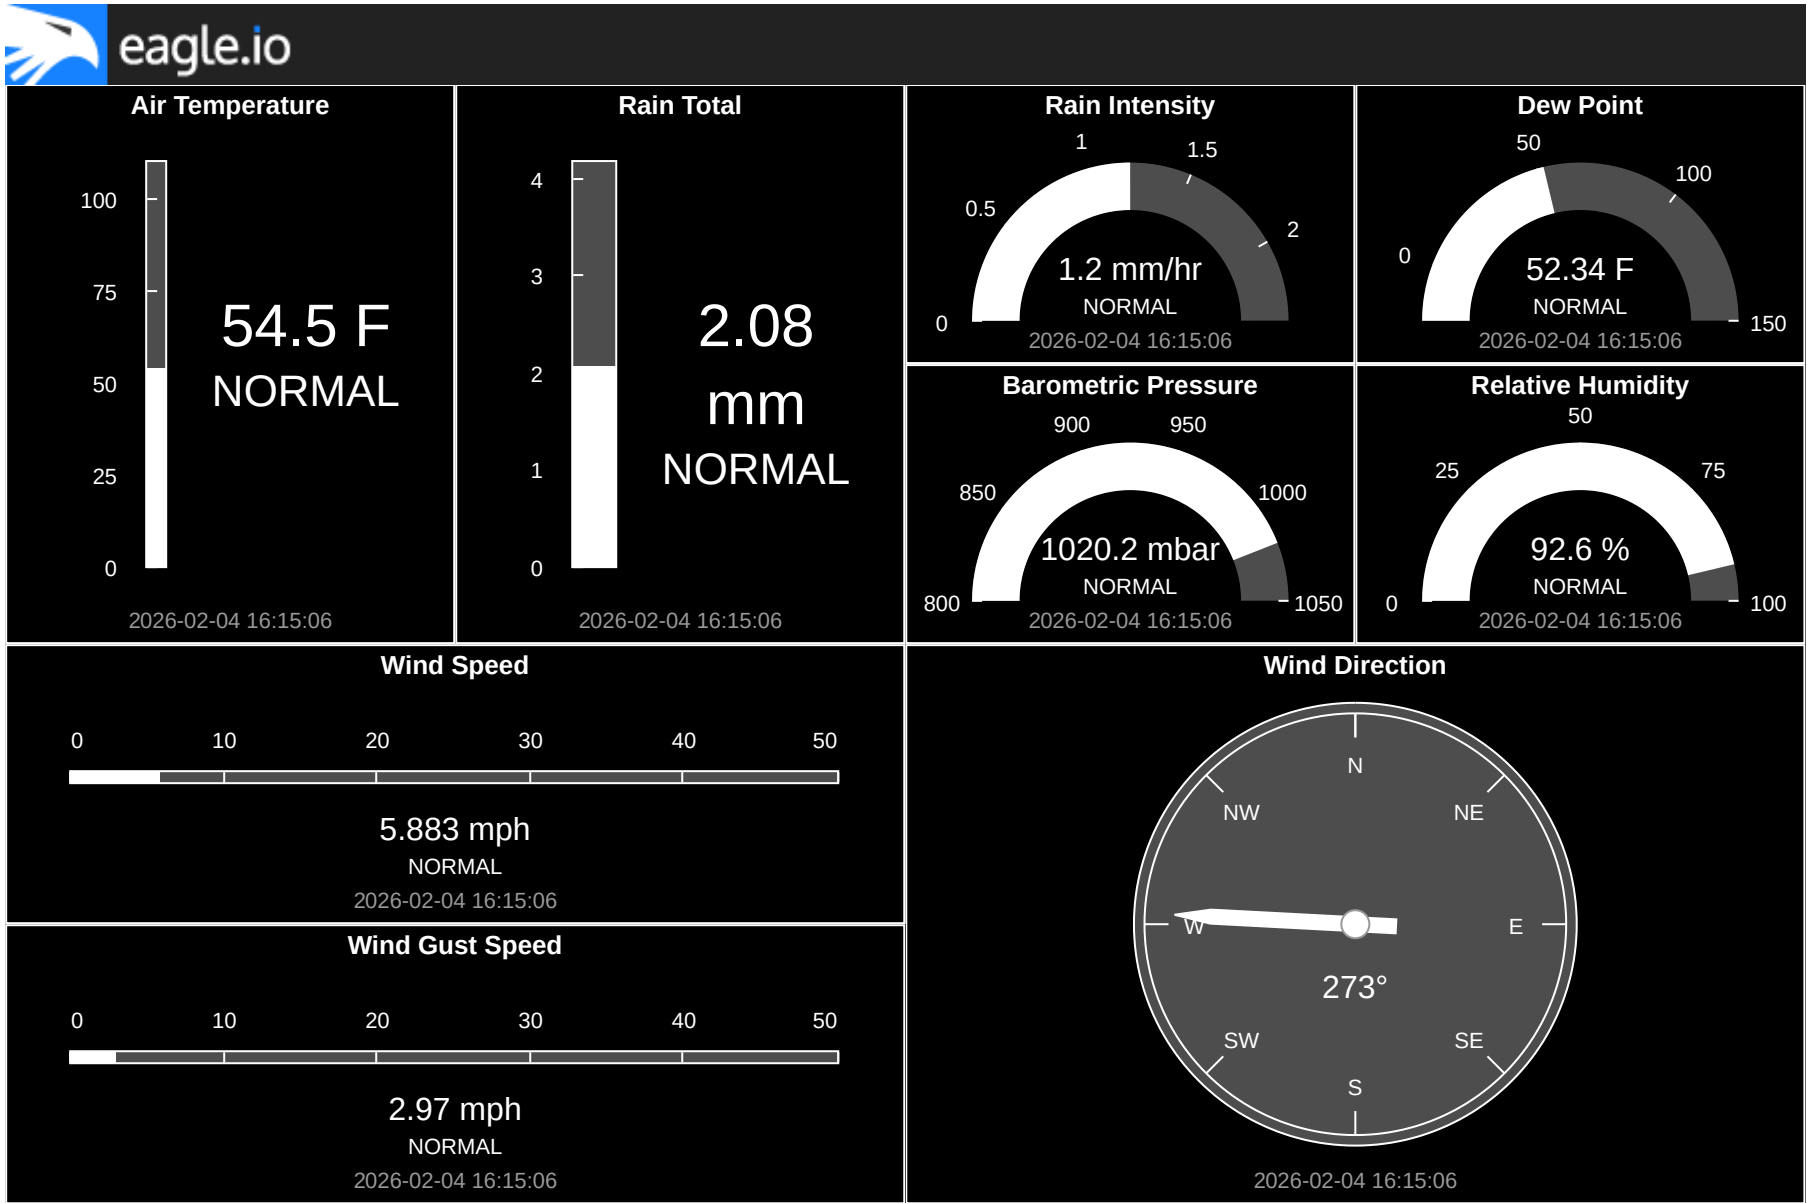 eagle.io
Air Temperature
100
75
50
25
0
54.5 F
NORMAL
2026-02-04 16:15:06
Rain Total
4
3
2
1
0
2.08
mm
NORMAL
2026-02-04 16:15:06
Rain Intensity
0
0.5
1
1.5
2
1.2 mm/hr
NORMAL
2026-02-04 16:15:06
Dew Point
0
50
100
150
52.34 F
NORMAL
2026-02-04 16:15:06
Barometric Pressure
800
850
900
950
1000
1050
1020.2 mbar
NORMAL
2026-02-04 16:15:06
Relative Humidity
0
25
50
75
100
92.6 %
NORMAL
2026-02-04 16:15:06
Wind Speed
0 10 20 30 40 50
5.883 mph
NORMAL
2026-02-04 16:15:06
Wind Gust Speed
0 10 20 30 40 50
2.97 mph
NORMAL
2026-02-04 16:15:06
Wind Direction
N
NW NE
W E
273°
SW SE
S
2026-02-04 16:15:06